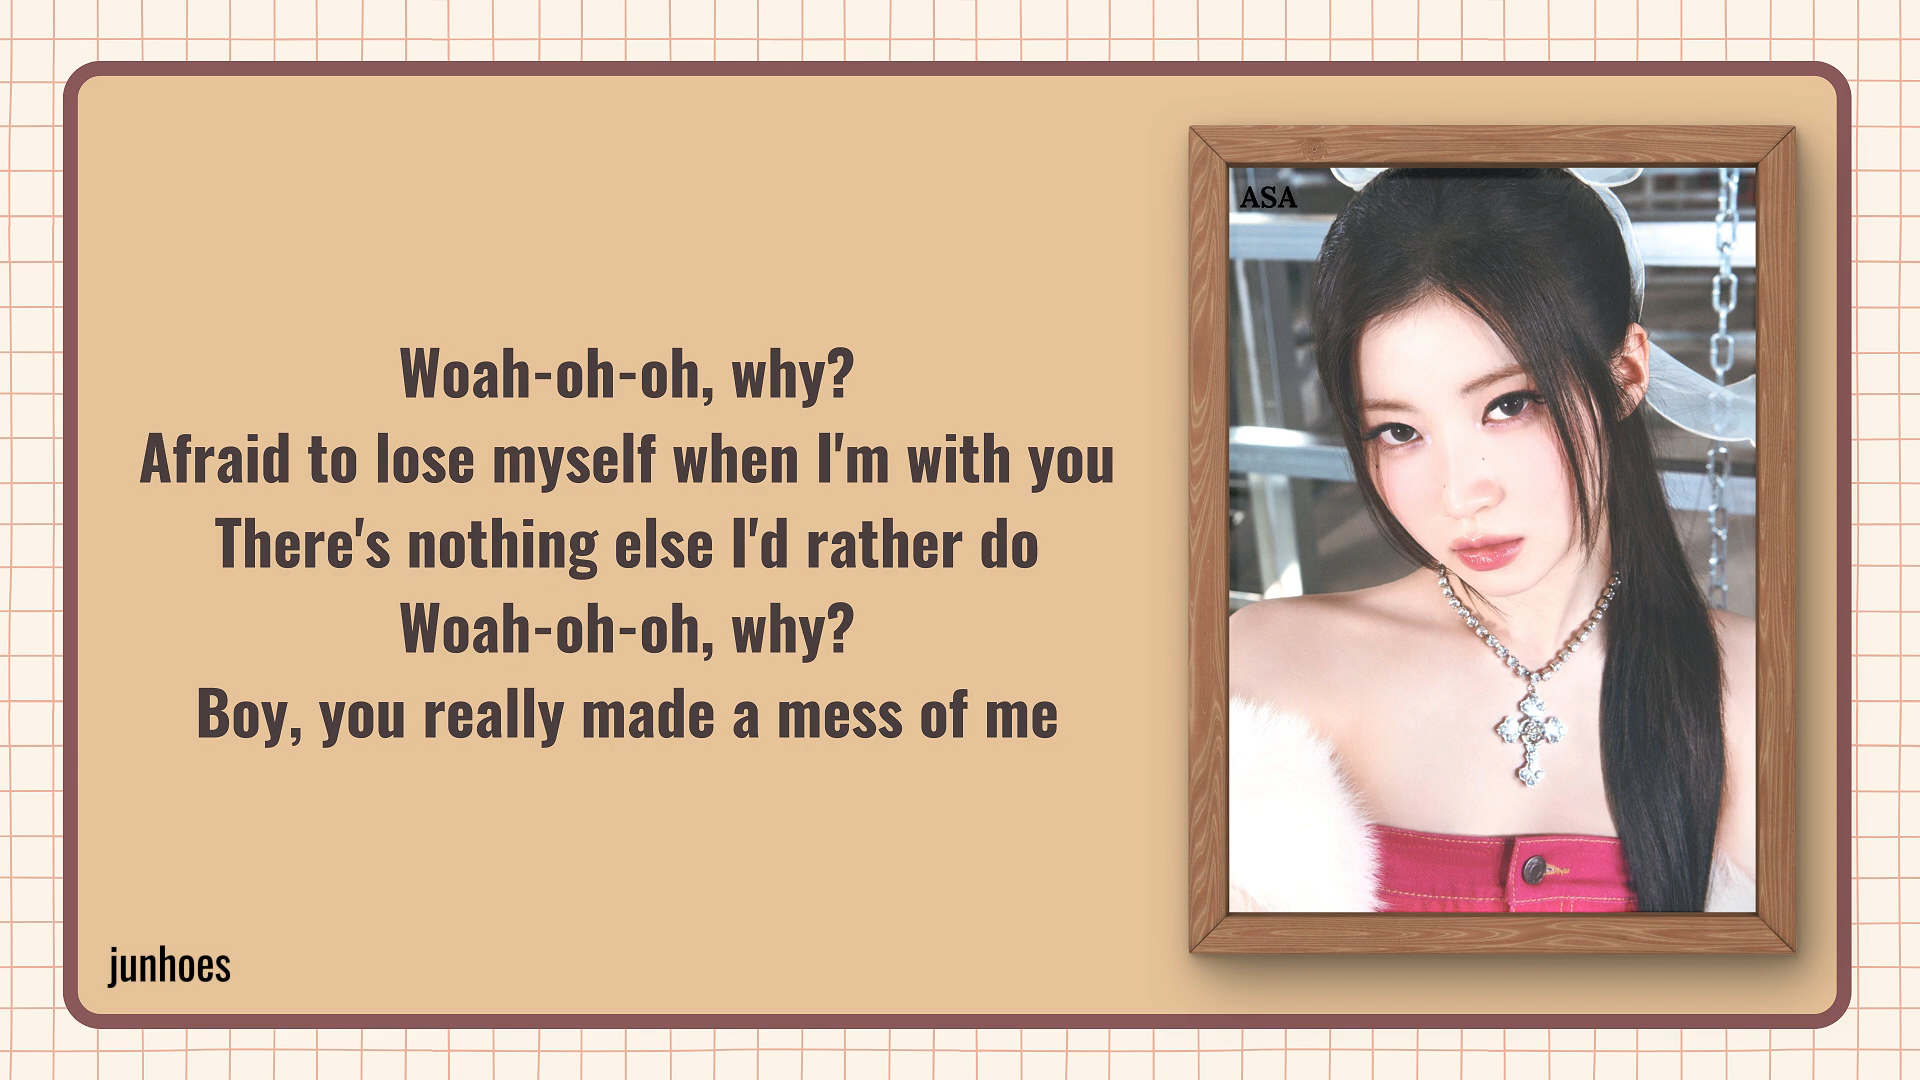 Woah-oh-oh, why?
Afraid to lose myself when I'm with you
There's nothing else I'd rather do
Woah-oh-oh, why?
Boy, you really made a mess of me
ASA
junhoes